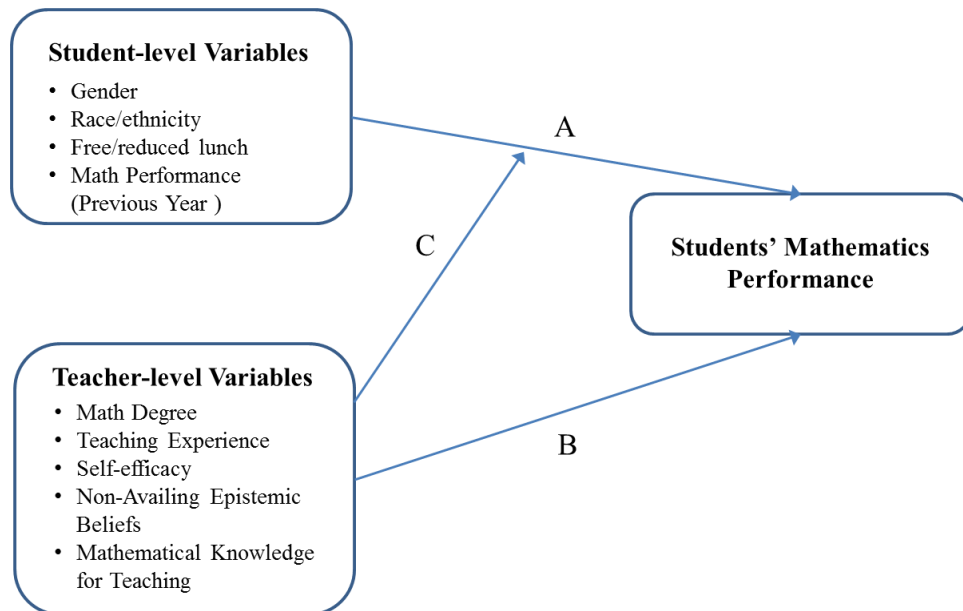 Student-level Variables
• Gender
• Race/ethnicity
• Free/reduced lunch
• Math Performance
(Previous Year )
A
Students’ Mathematics
Performance
C
Teacher-level Variables
• Math Degree
• Teaching Experience
• Self-efficacy
• Non-Availing Epistemic
Beliefs
• Mathematical Knowledge
for Teaching
B